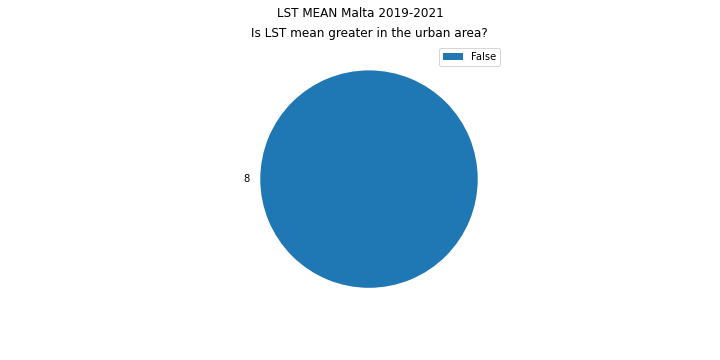 LST MEAN Malta 2019-2021
Is LST mean greater in the urban area?
False
8